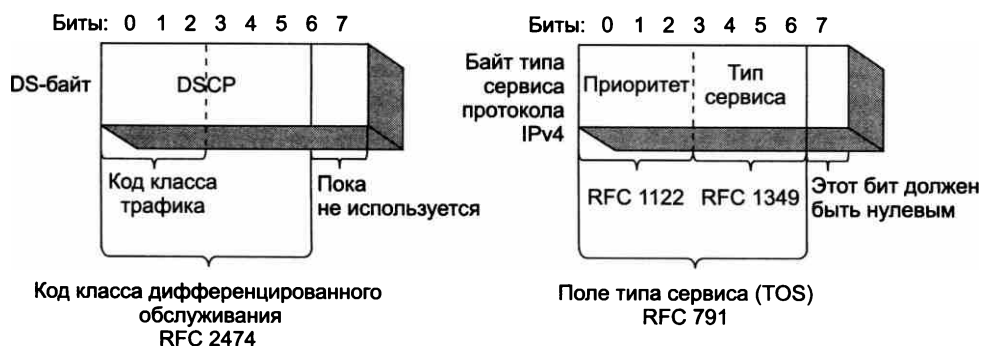 Биты: 0 1 2 3 4 5 6 7
DS-байт
DSCP
Код класса
трафика
Пока
не используется
Код класса дифференцированного
обслуживания
RFC 2474
Биты: 0 1 2 3 4 5 6 7
Байт типа
сервиса
протокола
IPv4
Приоритет
Тип
сервиса
RFC 1122
RFC 1349
Этот бит должен
быть нулевым
Поле типа сервиса (TOS)
RFC 791